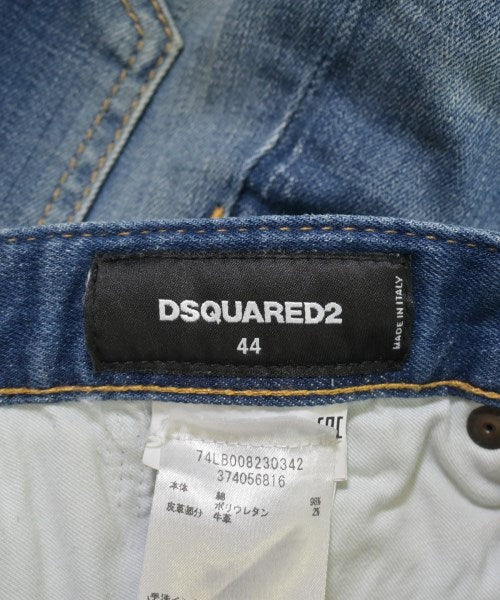 DSQUARED2
44
MADE IN ITALY
74LB008230342
374056816
本体 綿 98%
ポリウレタン 2%
皮革部分 牛革